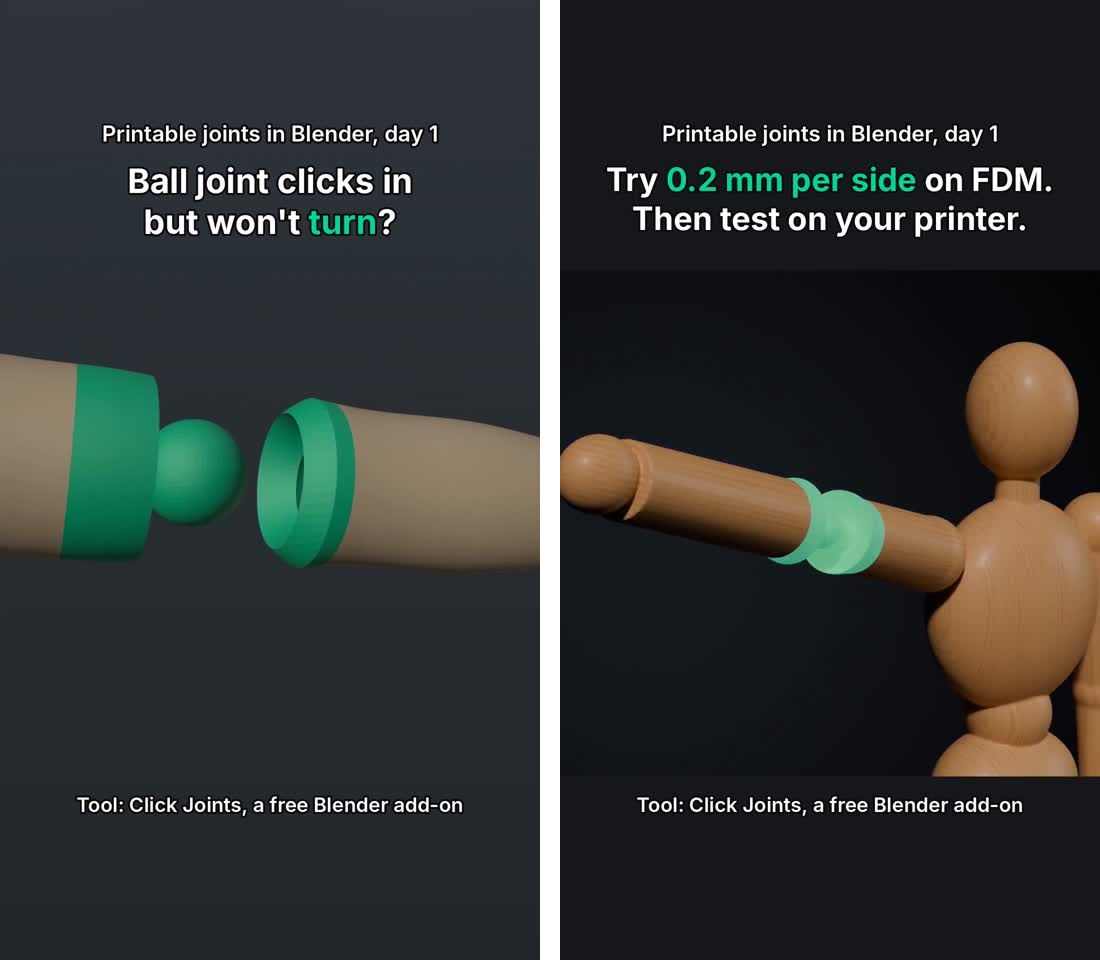 Printable joints in Blender, day 1
Ball joint clicks in
but won't turn?
Tool: Click Joints, a free Blender add-on
Printable joints in Blender, day 1
Try 0.2 mm per side on FDM.
Then test on your printer.
Tool: Click Joints, a free Blender add-on